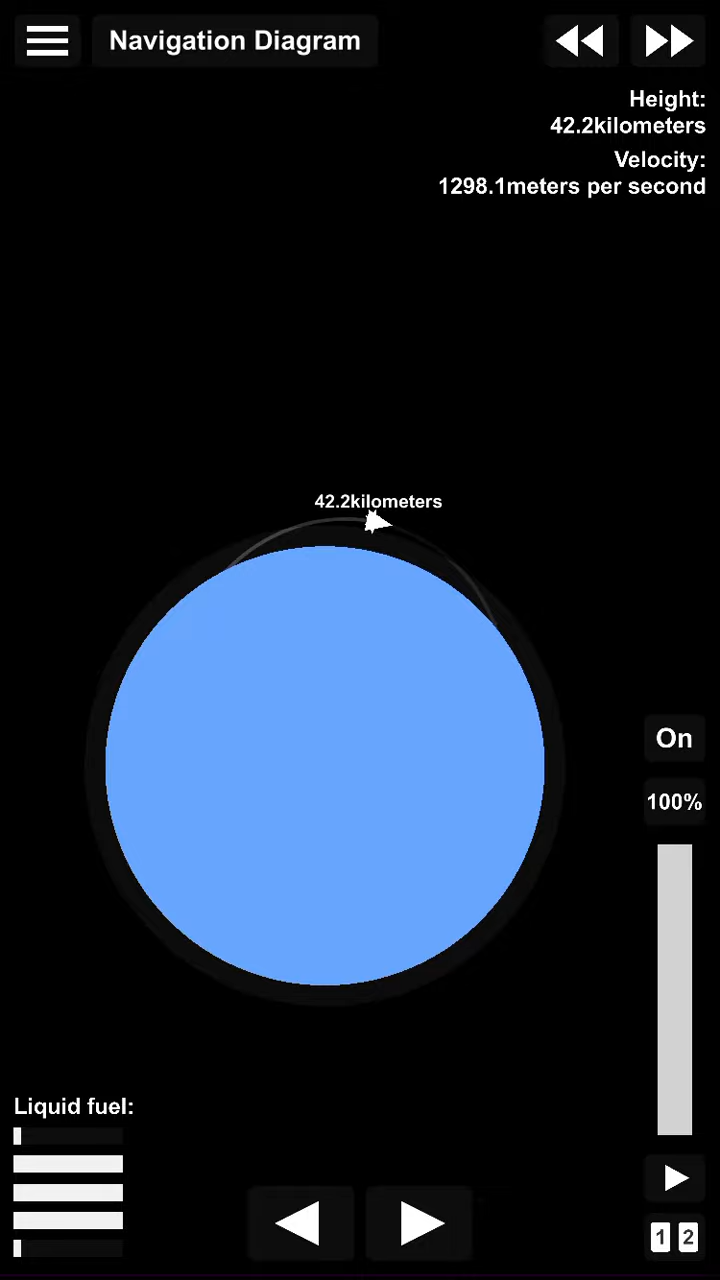 Navigation Diagram
Height:
42.2kilometers
Velocity:
1298.1meters per second
42.2kilometers
On
100%
Liquid fuel:
1 2